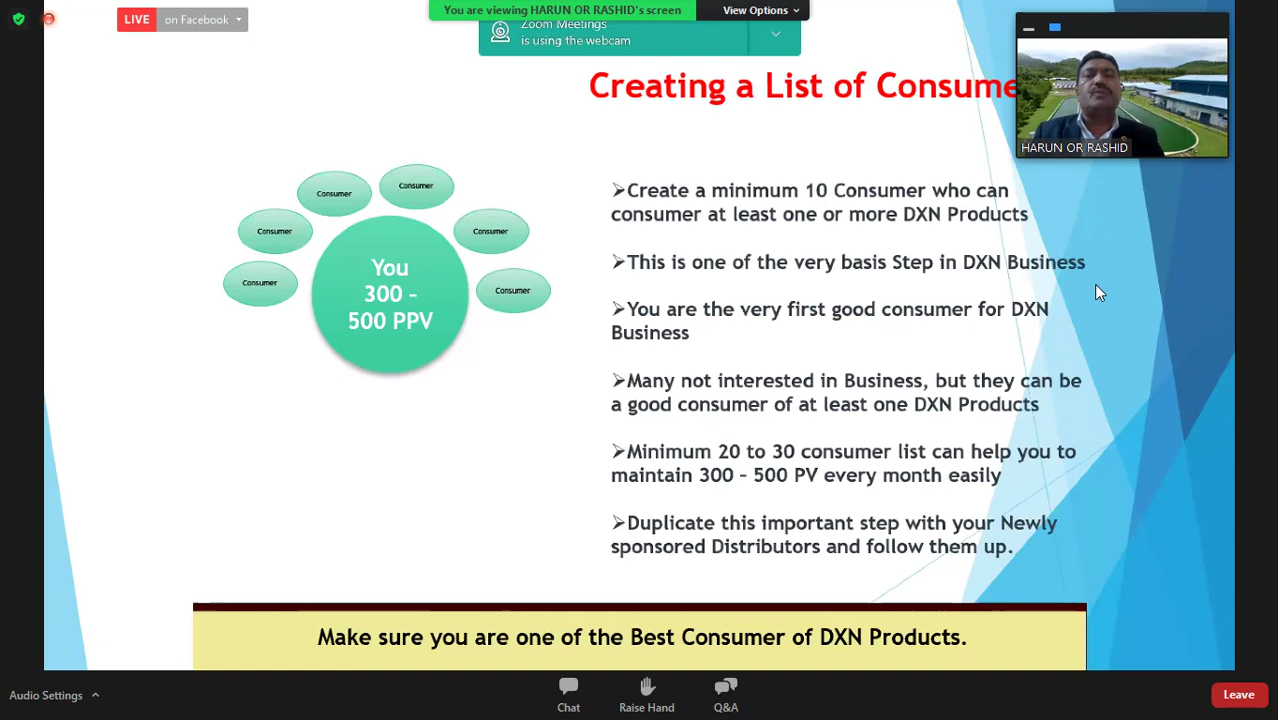 LIVE on Facebook
You are viewing HARUN OR RASHID's screen
View Options
Zoom Meetings
is using the webcam
Creating a List of Consume
HARUN OR RASHID
Consumer
Consumer
Consumer
Consumer
Consumer
Consumer
You
300 –
500 PPV
➢Create a minimum 10 Consumer who can
consumer at least one or more DXN Products
➢This is one of the very basis Step in DXN Business
➢You are the very first good consumer for DXN
Business
➢Many not interested in Business, but they can be
a good consumer of at least one DXN Products
➢Minimum 20 to 30 consumer list can help you to
maintain 300 – 500 PV every month easily
➢Duplicate this important step with your Newly
sponsored Distributors and follow them up.
Make sure you are one of the Best Consumer of DXN Products.
Audio Settings
Chat
Raise Hand
Q&A
Leave